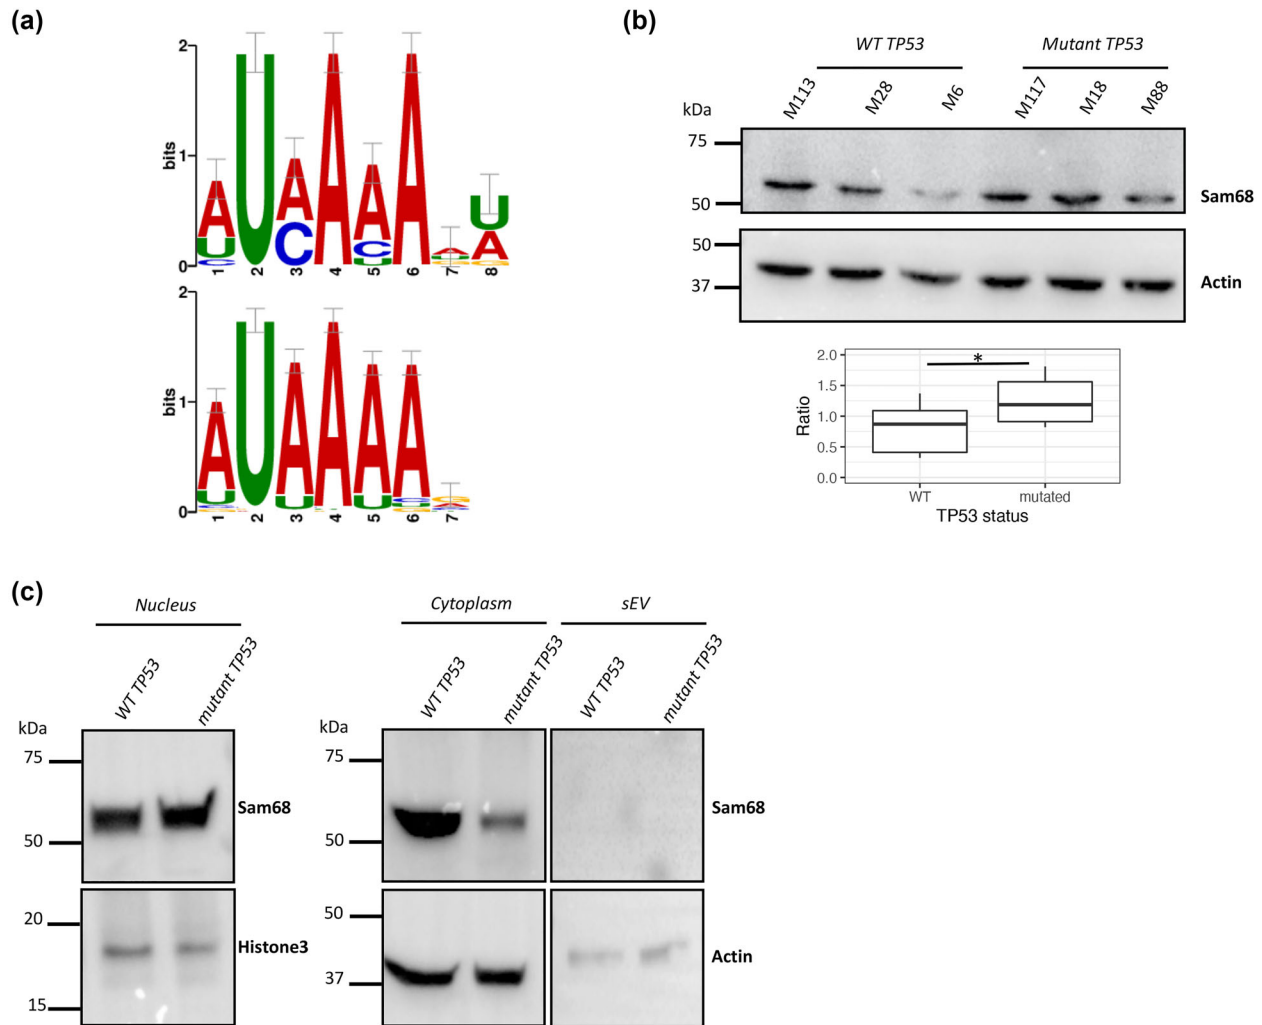 (a)
2
1
0
bits
A U A A A A A U
U C C U A
C U
1 2 3 4 5 6 7 8
2
1
0
bits
A U A A A A
U U U
1 2 3 4 5 6 7
(b)
WT TP53 Mutant TP53
M113 M28 M6 M117 M18 M88
kDa
75
50
Sam68
50
37
Actin
2.0
1.5
1.0
0.5
0.0
Ratio
*
WT mutated
TP53 status
(c)
Nucleus Cytoplasm sEV
WT TP53 mutant TP53 WT TP53 mutant TP53 WT TP53 mutant TP53
kDa
75
50
Sam68
20
15
Histone3
kDa
75
50
Sam68
50
37
Actin